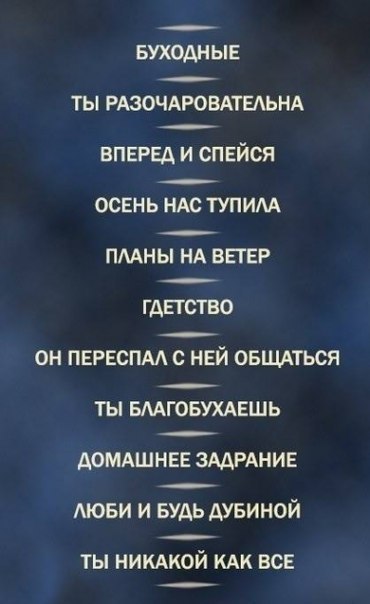 БУХОДНЫЕ
ТЫ РАЗОЧАРОВАТЕЛЬНА
ВПЕРЕД И СПЕЙСЯ
ОСЕНЬ НАС ТУПИЛА
ПЛАНЫ НА ВЕТЕР
ГДЕТСТВО
ОН ПЕРЕСПАЛ С НЕЙ ОБЩАТЬСЯ
ТЫ БЛАГОБУХАЕШЬ
ДОМАШНЕЕ ЗАДРАНИЕ
ЛЮБИ И БУДЬ ДУБИНОЙ
ТЫ НИКАКОЙ КАК ВСЕ